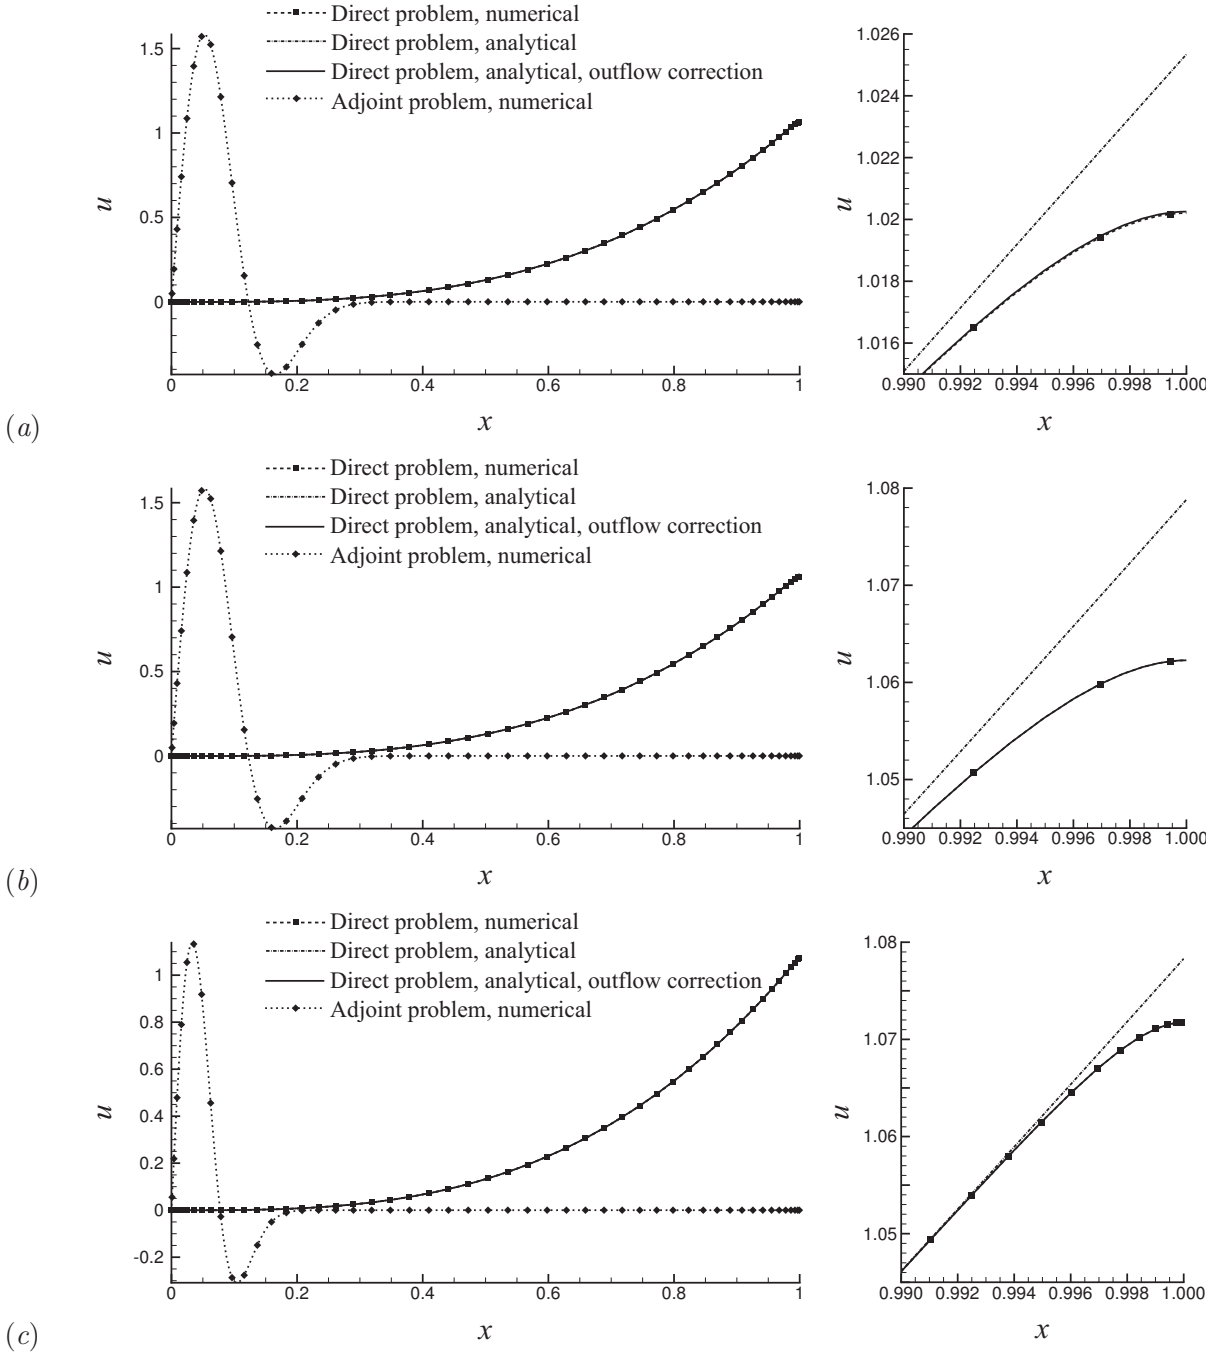 Direct problem, numerical
Direct problem, analytical
Direct problem, analytical, outflow correction
Adjoint problem, numerical
1.5
1
0.5
0
u
0 0.2 0.4 0.6 0.8 1
x
1.026
1.024
1.022
1.02
1.018
1.016
u
0.990 0.992 0.994 0.996 0.998 1.000
x
(a)
Direct problem, numerical
Direct problem, analytical
Direct problem, analytical, outflow correction
Adjoint problem, numerical
1.5
1
0.5
0
u
0 0.2 0.4 0.6 0.8 1
x
1.08
1.07
1.06
1.05
u
0.990 0.992 0.994 0.996 0.998 1.000
x
(b)
Direct problem, numerical
Direct problem, analytical
Direct problem, analytical, outflow correction
Adjoint problem, numerical
1
0.8
0.6
0.4
0.2
0
-0.2
u
0 0.2 0.4 0.6 0.8 1
x
1.08
1.07
1.06
1.05
u
0.990 0.992 0.994 0.996 0.998 1.000
x
(c)